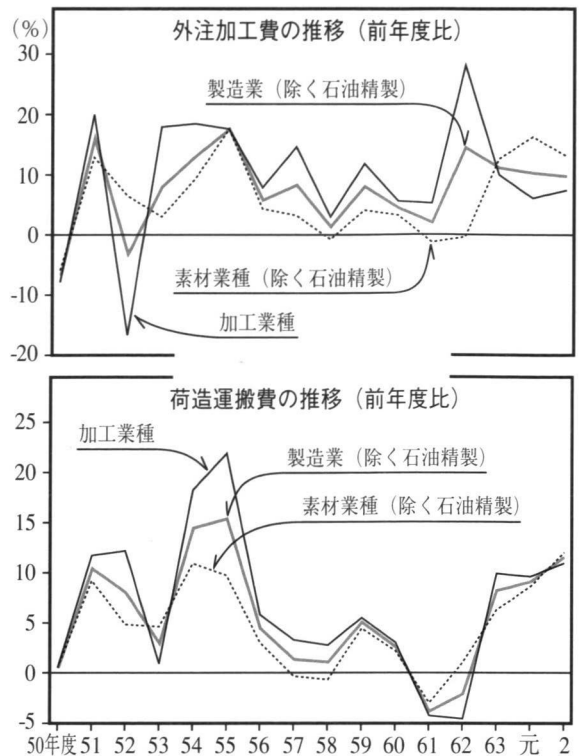 (%)
外注加工費の推移（前年度比）
30
製造業（除く石油精製）
20
10
0
素材業種（除く石油精製）
-10
加工業種
-20
荷造運搬費の推移（前年度比）
25
加工業種
製造業（除く石油精製）
20
素材業種（除く石油精製）
15
10
5
0
-5
50年度 51 52 53 54 55 56 57 58 59 60 61 62 63 元 2